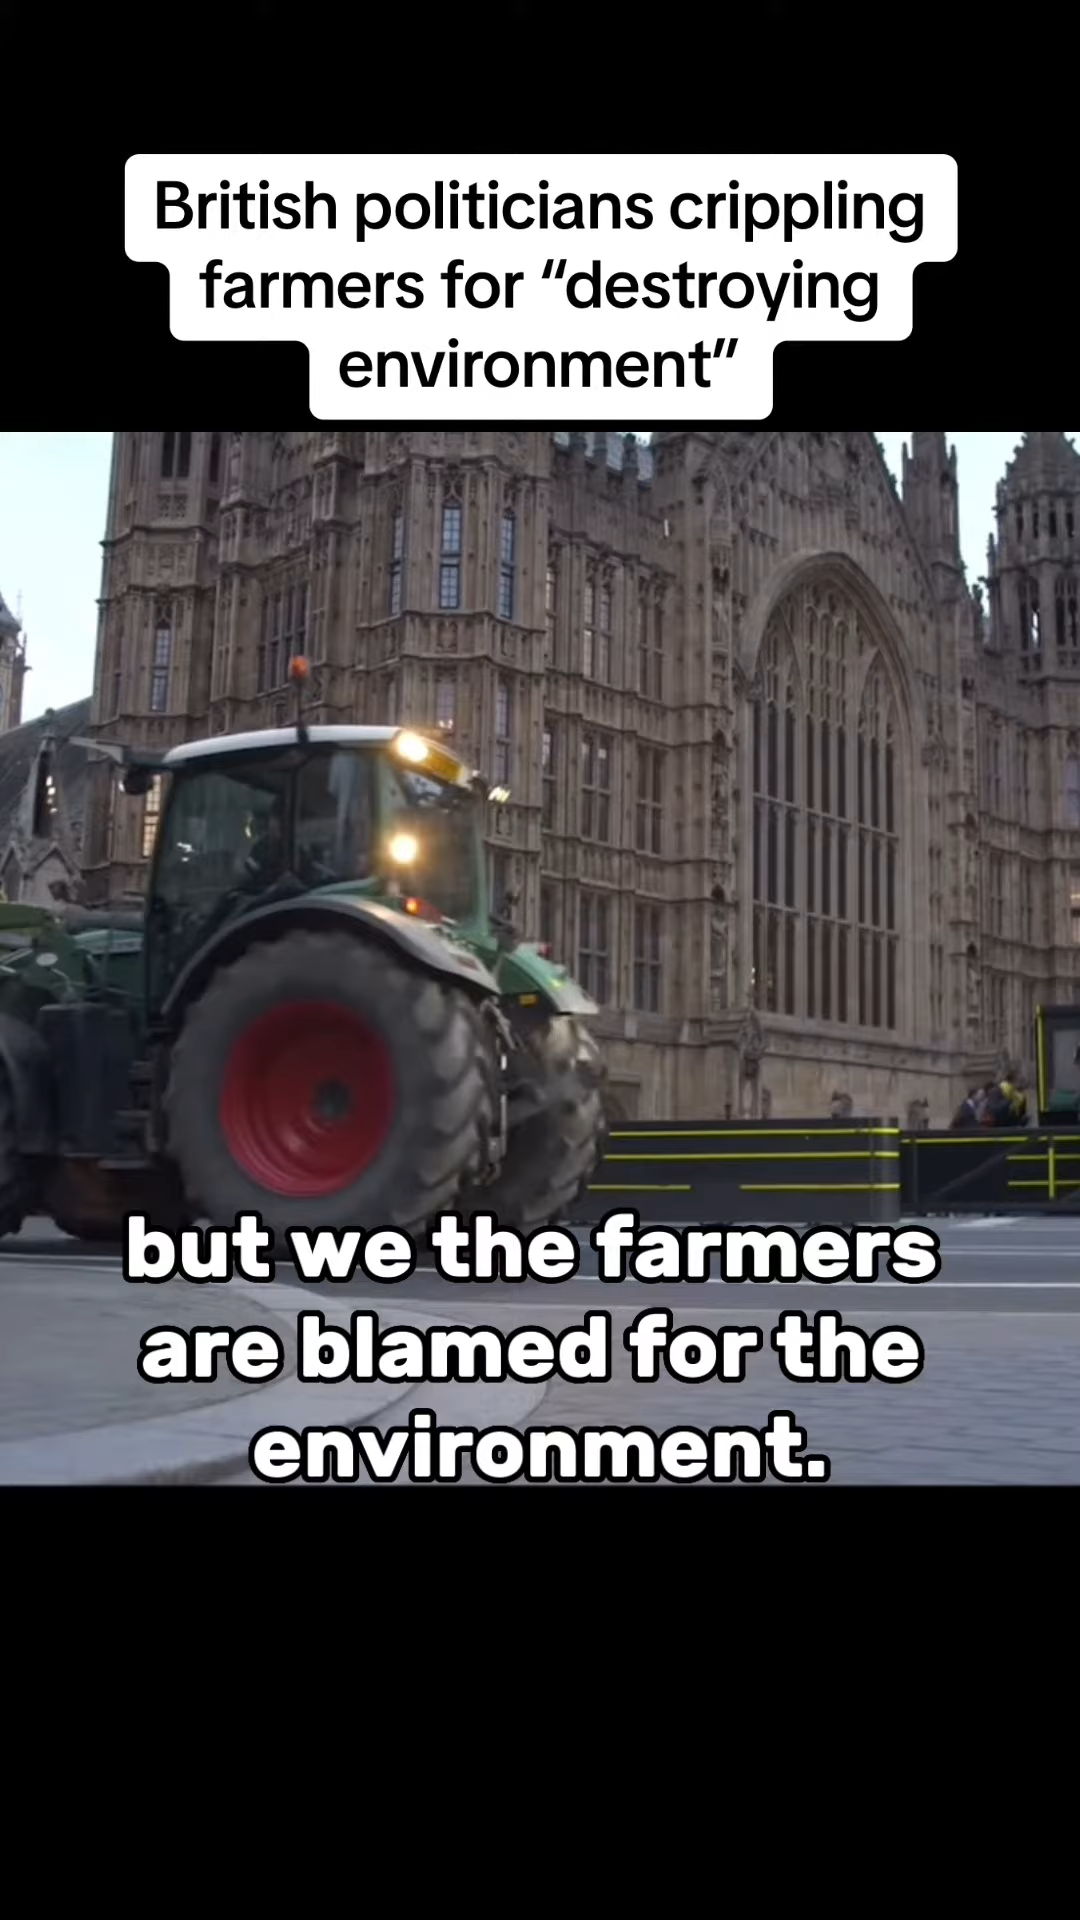 British politicians crippling
farmers for “destroying
environment”
but we the farmers
are blamed for the
environment.